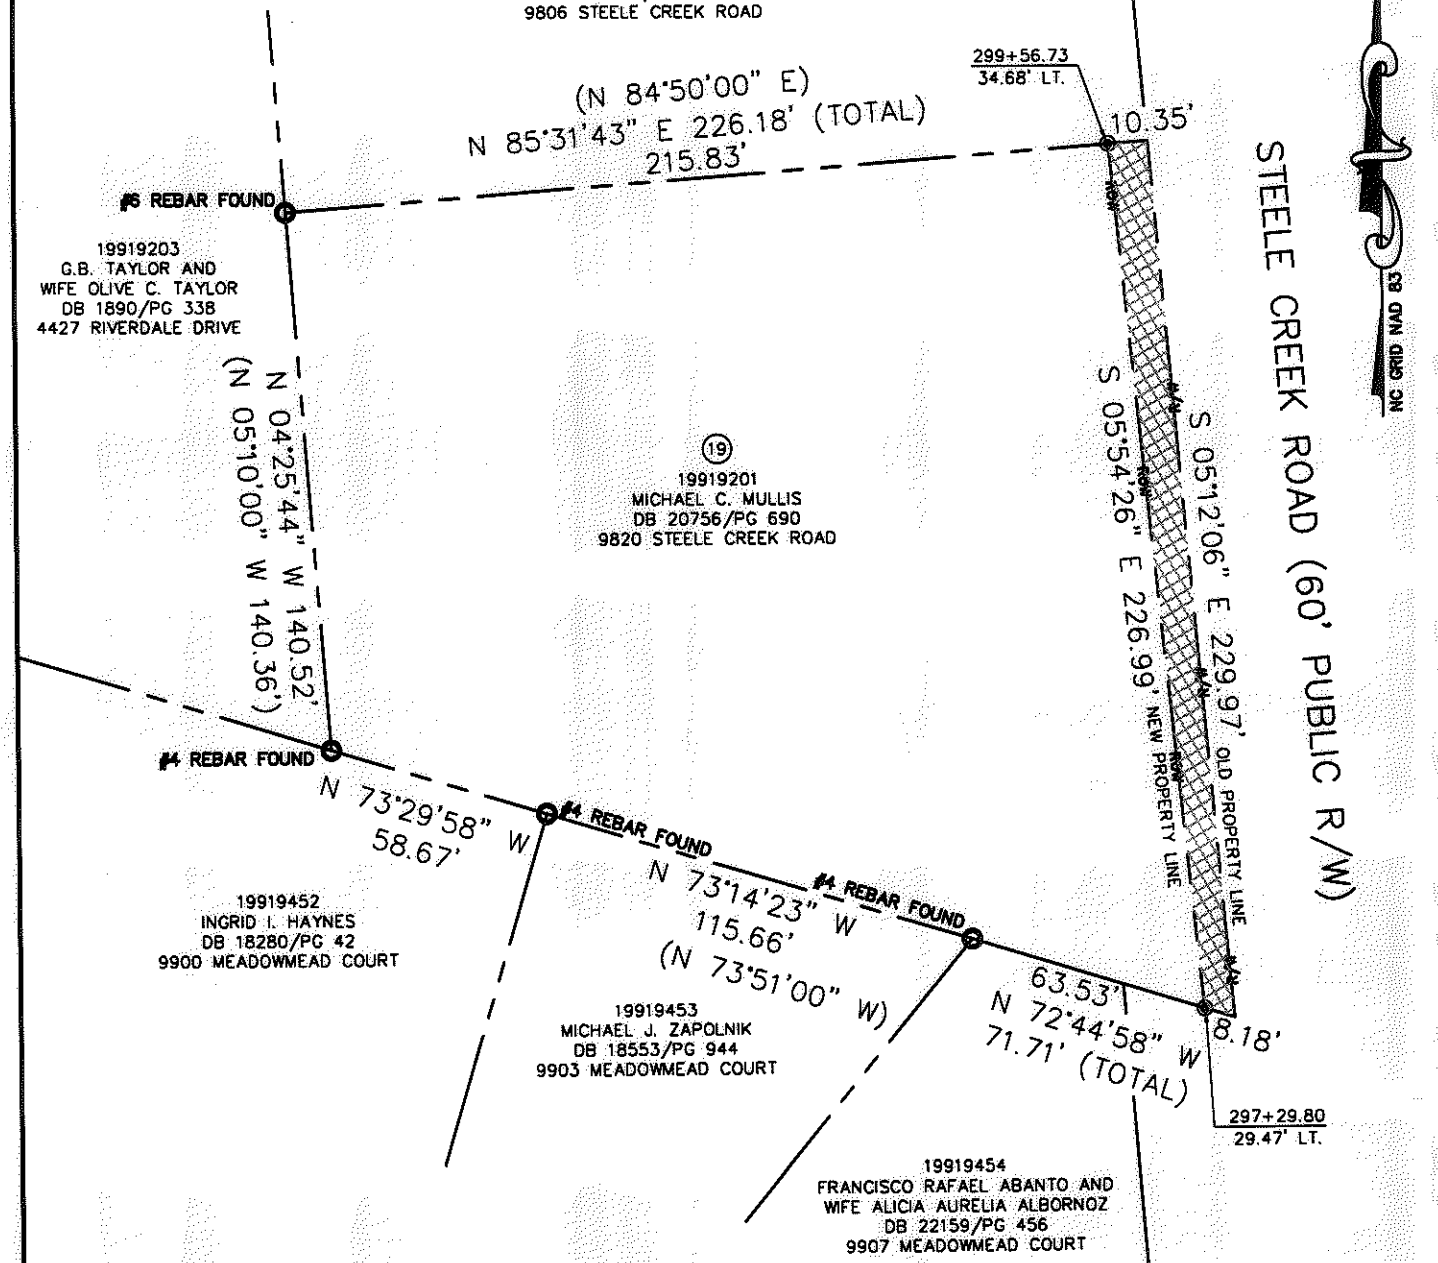 9806 STEELE CREEK ROAD
299+56.73
34.68' LT.
(N 84°50'00" E)
N 85°31'43" E 226.18' (TOTAL)
215.83'
10.35'
#6 REBAR FOUND
19919203
G.B. TAYLOR AND
WIFE OLIVE C. TAYLOR
DB 1890/PG 338
4427 RIVERDALE DRIVE
N 04°25'44" W 140.52'
(N 05°10'00" W 140.36')
19
19919201
MICHAEL C. MULLIS
DB 20756/PG 690
9820 STEELE CREEK ROAD
ROW
ROW
ROW
R/W
R/W
R/W
S 05°54'26" E 226.99' NEW PROPERTY LINE
S 05°12'06" E 229.97' OLD PROPERTY LINE
STEELE CREEK ROAD (60' PUBLIC R/W)
NC GRID NAD 83
#4 REBAR FOUND
N 73°29'58" W
58.67'
#4 REBAR FOUND
N 73°14'23" W
115.66'
(N 73°51'00" W)
#4 REBAR FOUND
63.53'
N 72°44'58" W
71.71' (TOTAL)
8.18'
297+29.80
29.47' LT.
19919452
INGRID I. HAYNES
DB 18280/PG 42
9900 MEADOWMEAD COURT
19919453
MICHAEL J. ZAPOLNIK
DB 18553/PG 944
9903 MEADOWMEAD COURT
19919454
FRANCISCO RAFAEL ABANTO AND
WIFE ALICIA AURELIA ALBORNOZ
DB 22159/PG 456
9907 MEADOWMEAD COURT